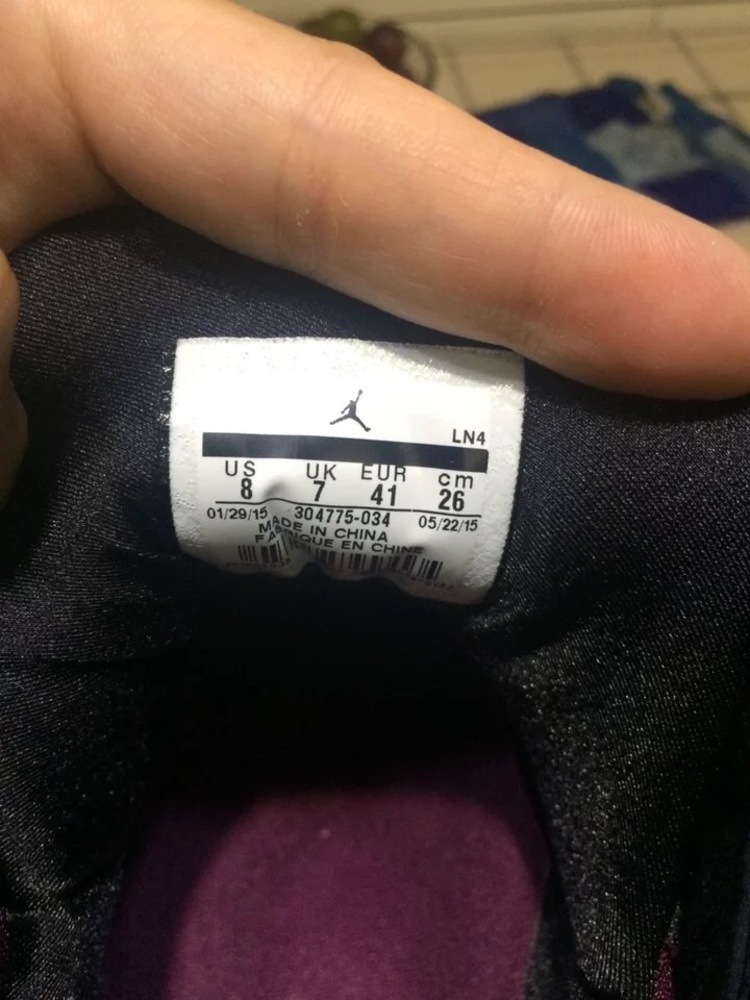 LN4
US UK EUR cm
8 7 41 26
01/29/15 304775-034 05/22/15
MADE IN CHINA
FABRIQUE EN CHINE